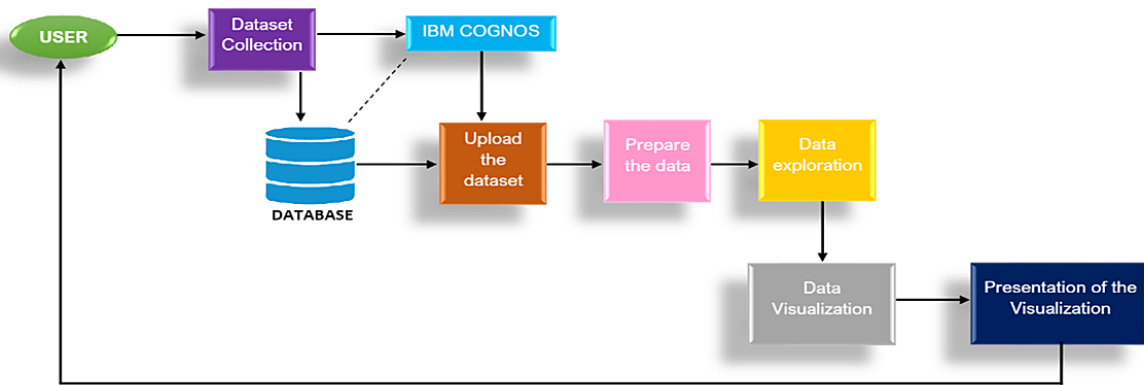 USER
Dataset
Collection
IBM COGNOS
DATABASE
Upload
the
dataset
Prepare
the data
Data
exploration
Data
Visualization
Presentation of the
Visualization